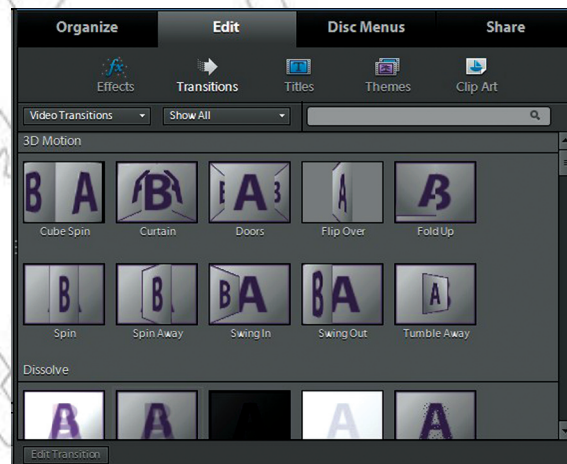 Organize Edit Disc Menus Share
Effects Transitions Titles Themes Clip Art
Video Transitions Show All
3D Motion
B A B A B A B A B
Cube Spin Curtain Doors Flip Over Fold Up
B B B A B A A
Spin Spin Away Swing In Swing Out Tumble Away
Dissolve
Edit Transition